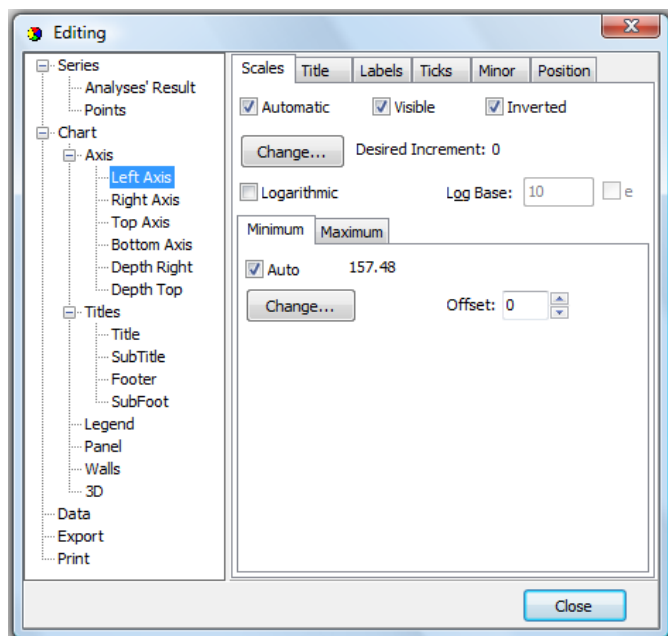 Editing
Series
Analyses' Result
Points
Chart
Axis
Left Axis
Right Axis
Top Axis
Bottom Axis
Depth Right
Depth Top
Titles
Title
SubTitle
Footer
SubFoot
Legend
Panel
Walls
3D
Data
Export
Print
Scales Title Labels Ticks Minor Position
Automatic Visible Inverted
Change... Desired Increment: 0
Logarithmic Log Base: 10 e
Minimum Maximum
Auto 157.48
Change... Offset: 0
Close